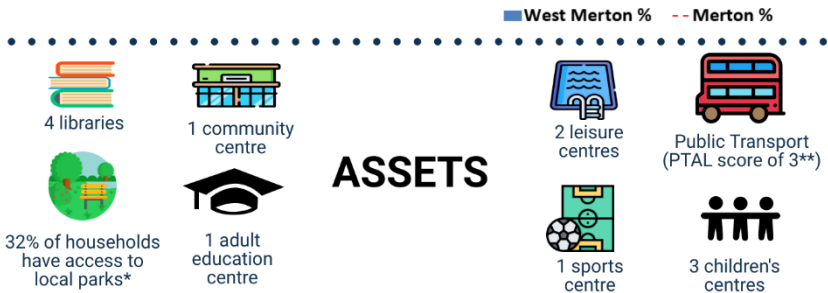 West Merton % -- Merton %
4 libraries
1 community
centre
ASSETS
2 leisure
centres
Public Transport
(PTAL score of 3**)
32% of households
have access to
local parks*
1 adult
education
centre
1 sports
centre
3 children's
centres